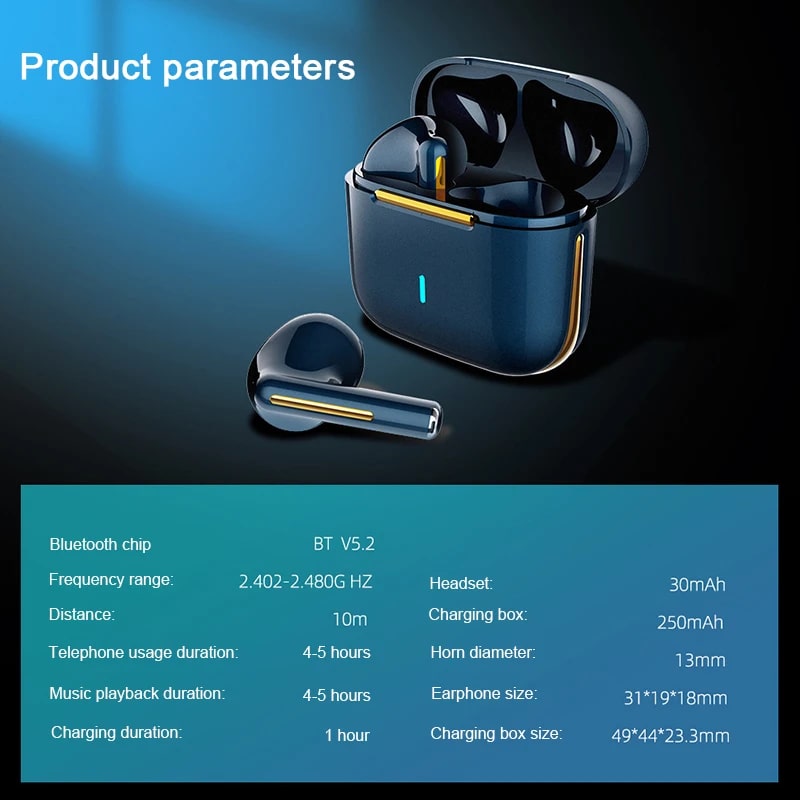 Product parameters
Bluetooth chip BT V5.2
Frequency range: 2.402-2.480G HZ
Distance: 10m
Telephone usage duration: 4-5 hours
Music playback duration: 4-5 hours
Charging duration: 1 hour
Headset: 30mAh
Charging box: 250mAh
Horn diameter: 13mm
Earphone size: 31*19*18mm
Charging box size: 49*44*23.3mm